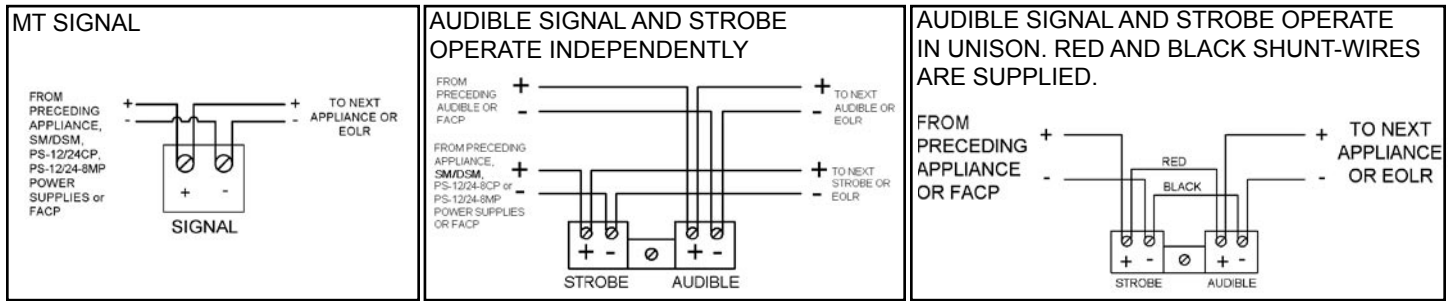 MT SIGNAL
FROM
PRECEDING
APPLIANCE,
SM/DSM,
PS-12/24CP,
PS-12/24-8MP
POWER
SUPPLIES or
FACP
+
-
+
-
TO NEXT
APPLIANCE OR
EOLR
+ -
SIGNAL
AUDIBLE SIGNAL AND STROBE
OPERATE INDEPENDENTLY
FROM
PRECEDING
AUDIBLE OR
FACP
+
-
+
-
TO NEXT
AUDIBLE OR
EOLR
FROM PRECEDING
APPLIANCE,
SM/DSM,
PS-12/24-8CP or
PS-12/24-8MP
POWER SUPPLIES
OR FACP
+
-
+
-
TO NEXT
STROBE OR
EOLR
+ - + -
STROBE AUDIBLE
AUDIBLE SIGNAL AND STROBE OPERATE
IN UNISON. RED AND BLACK SHUNT-WIRES
ARE SUPPLIED.
FROM
PRECEDING
APPLIANCE
OR FACP
+
-
RED
BLACK
+
-
TO NEXT
APPLIANCE
OR EOLR
+ - + -
STROBE AUDIBLE